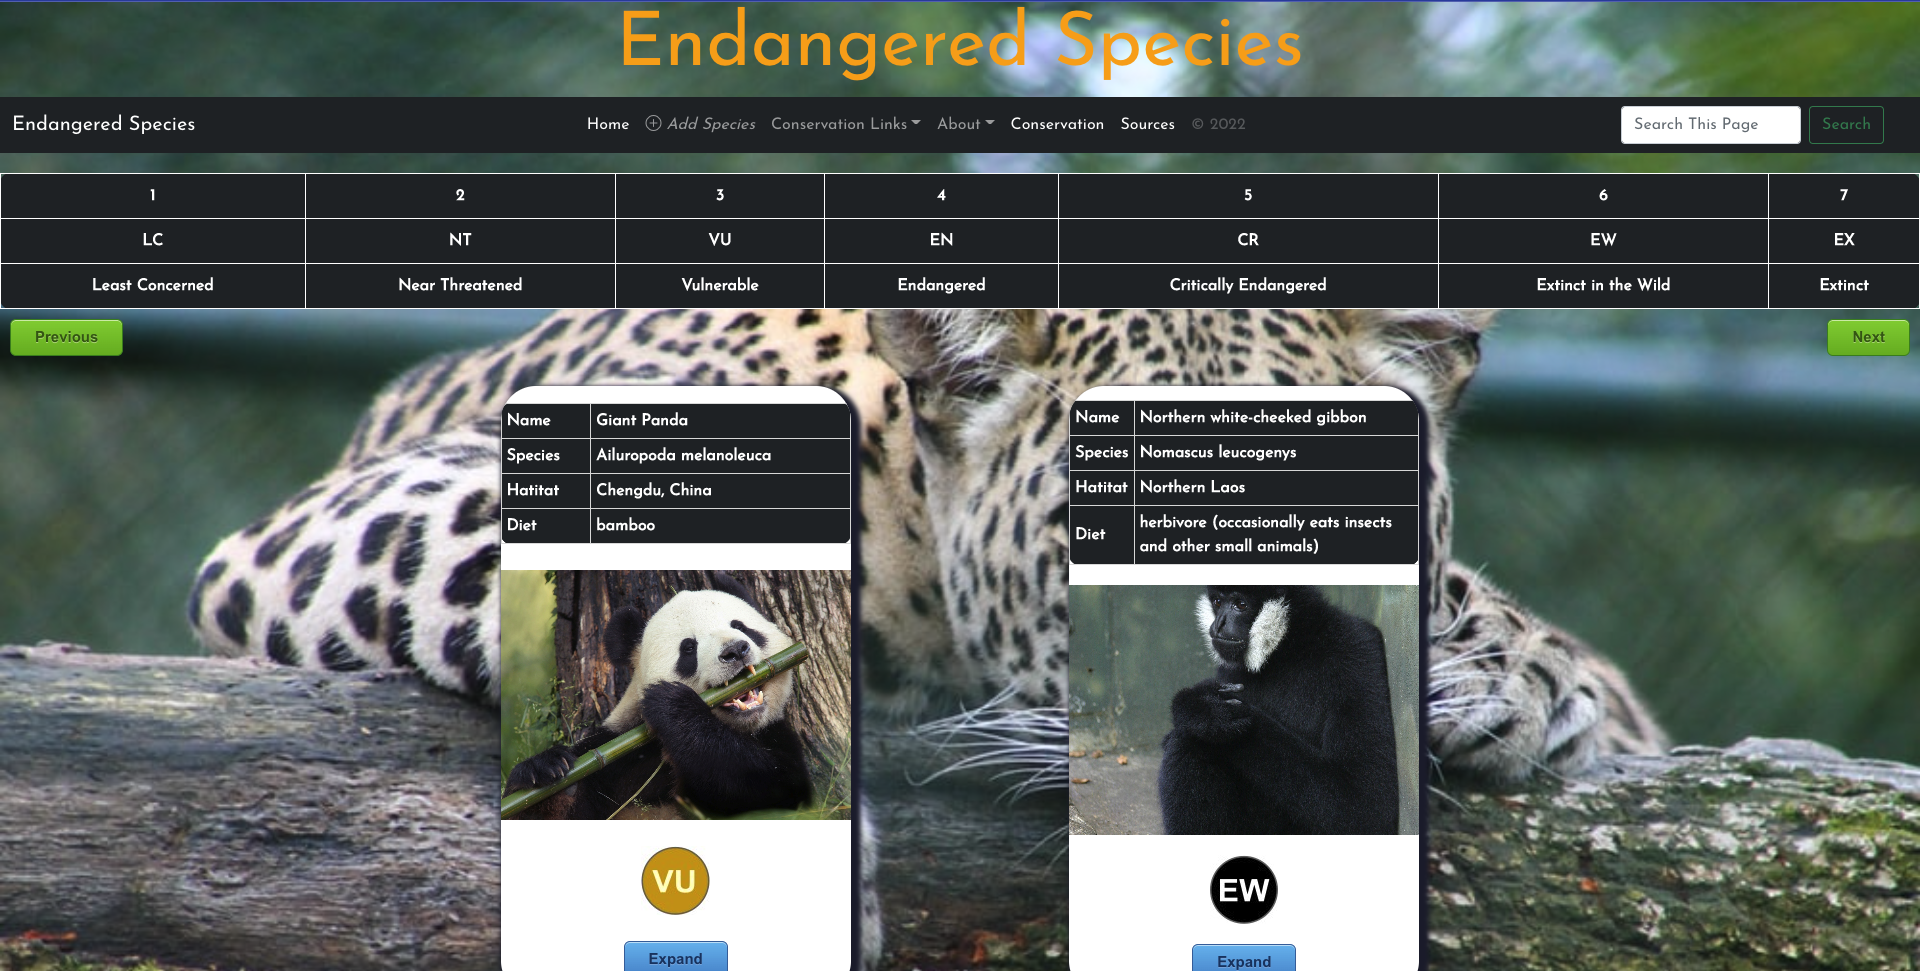 Endangered Species
Endangered Species
Home
Add Species
Conservation Links
About
Conservation
Sources
© 2022
Search This Page
Search
1 2 3 4 5 6 7
LC NT VU EN CR EW EX
Least Concerned Near Threatened Vulnerable Endangered Critically Endangered Extinct in the Wild Extinct
Previous
Next
Name Giant Panda
Species Ailuropoda melanoleuca
Hatitat Chengdu, China
Diet bamboo
VU
Expand
Name Northern white-cheeked gibbon
Species Nomascus leucogenys
Hatitat Northern Laos
Diet herbivore (occasionally eats insects
and other small animals)
EW
Expand